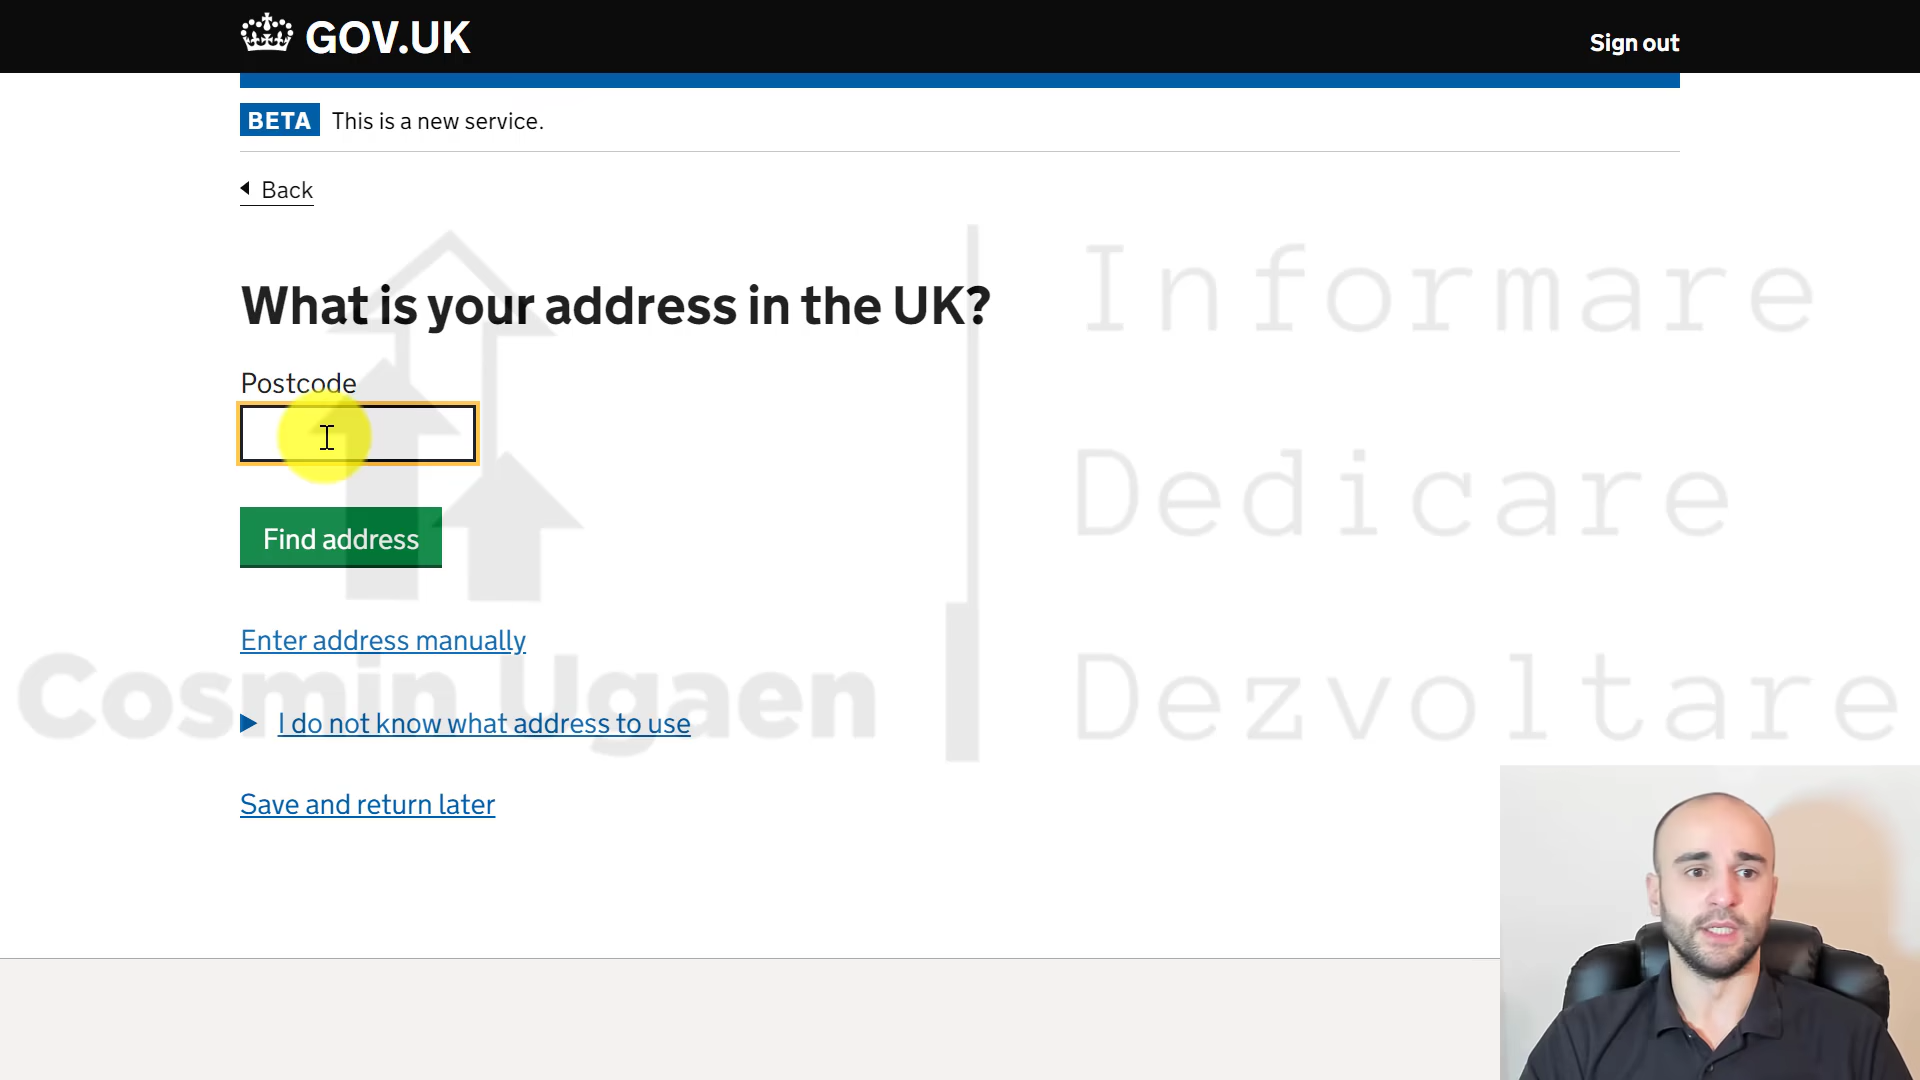 GOV.UK
Sign out
BETA This is a new service.
Back
What is your address in the UK?
Postcode
Find address
Enter address manually
I do not know what address to use
Save and return later
Cosmin Ugaen
Informare
Dedicare
Dezvoltare